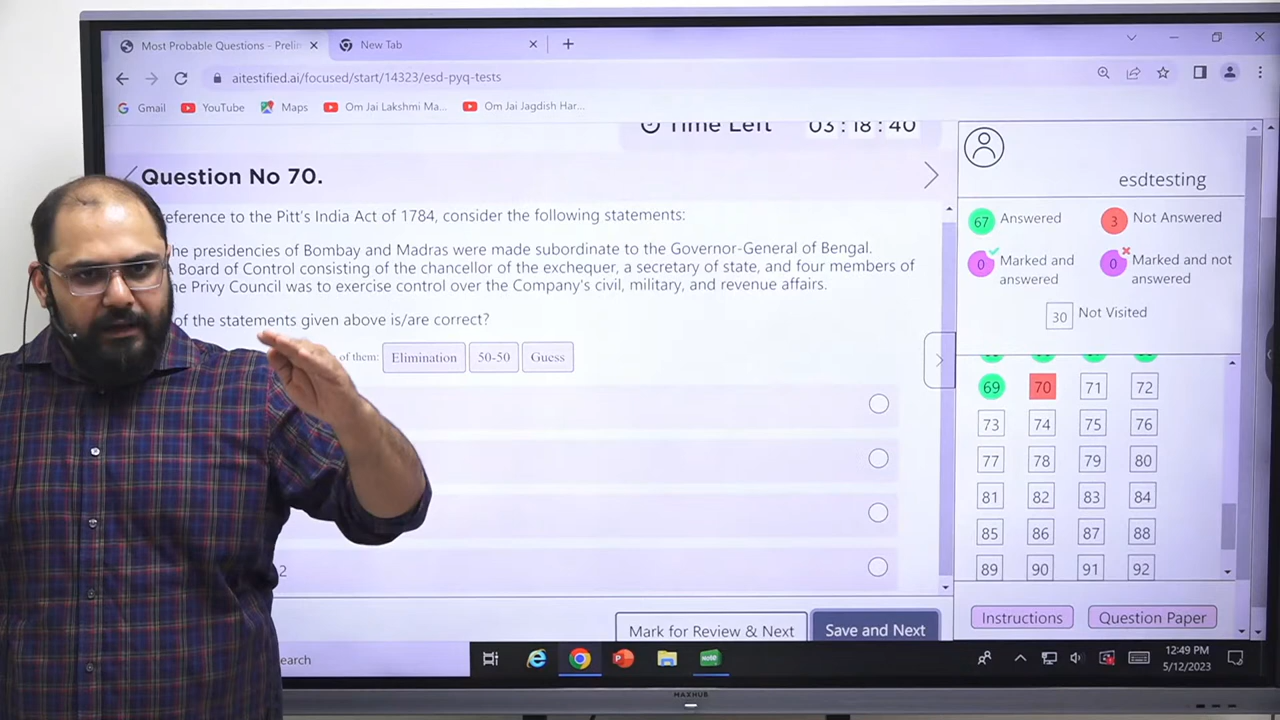 Most Probable Questions - Prelin
New Tab
aitestified.ai/focused/start/14323/esd-pyq-tests
Gmail YouTube Maps Om Jai Lakshmi Ma... Om Jai Jagdish Har...
Time Left 03:18:40
Question No 70.
eference to the Pitt's India Act of 1784, consider the following statements:
he presidencies of Bombay and Madras were made subordinate to the Governor-General of Bengal.
Board of Control consisting of the chancellor of the exchequer, a secretary of state, and four members of
he Privy Council was to exercise control over the Company's civil, military, and revenue affairs.
of the statements given above is/are correct?
of them: Elimination 50-50 Guess
2
Mark for Review & Next Save and Next
esdtesting
67 Answered 3 Not Answered
0 Marked and answered 0 Marked and not answered
30 Not Visited
69 70 71 72
73 74 75 76
77 78 79 80
81 82 83 84
85 86 87 88
89 90 91 92
Instructions Question Paper
earch
12:49 PM
5/12/2023
MAXHUB